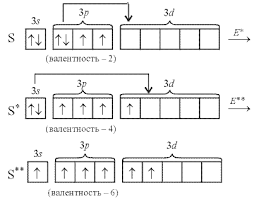 3s 3p 3d
S ↑↓ ↑↓ ↑ ↑ E*
(валентность – 2)
3s 3p 3d
S* ↑↓ ↑ ↑ ↑ ↑ E**
(валентность – 4)
3s 3p 3d
S** ↑ ↑ ↑ ↑ ↑ ↑
(валентность – 6)